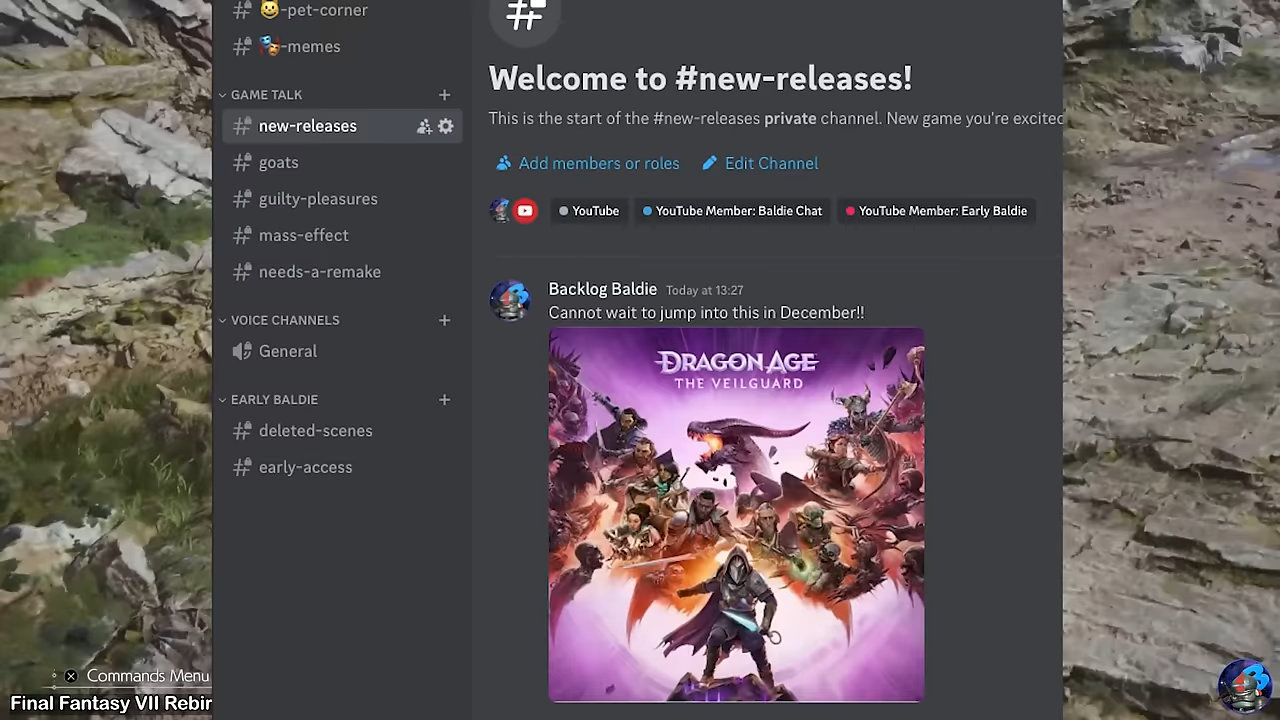 -pet-corner
-memes
GAME TALK
new-releases
goats
guilty-pleasures
mass-effect
needs-a-remake
VOICE CHANNELS
General
EARLY BALDIE
deleted-scenes
early-access
Welcome to #new-releases!
This is the start of the #new-releases private channel. New game you're excited
Add members or roles
Edit Channel
YouTube
YouTube Member: Baldie Chat
YouTube Member: Early Baldie
Backlog Baldie Today at 13:27
Cannot wait to jump into this in December!!
DRAGON AGE
THE VEILGUARD
Commands Menu
Final Fantasy VII Rebir